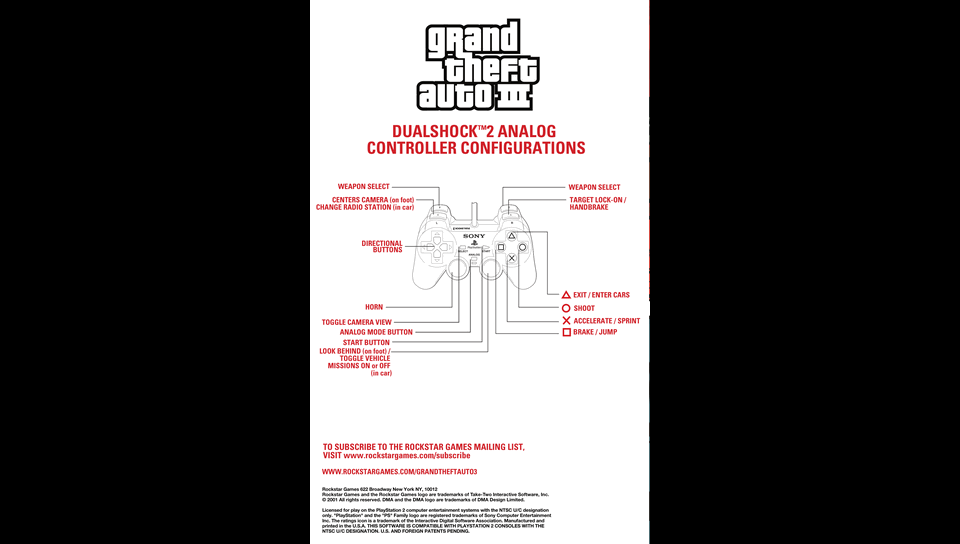 grand
theft
auto III
DUALSHOCK™2 ANALOG
CONTROLLER CONFIGURATIONS
WEAPON SELECT
CENTERS CAMERA (on foot)
CHANGE RADIO STATION (in car)
DIRECTIONAL
BUTTONS
HORN
TOGGLE CAMERA VIEW
ANALOG MODE BUTTON
START BUTTON
LOOK BEHIND (on foot) /
TOGGLE VEHICLE
MISSIONS ON or OFF
(in car)
SONY
SELECT
START
ANALOG
WEAPON SELECT
TARGET LOCK-ON /
HANDBRAKE
EXIT / ENTER CARS
SHOOT
ACCELERATE / SPRINT
BRAKE / JUMP
TO SUBSCRIBE TO THE ROCKSTAR GAMES MAILING LIST,
VISIT www.rockstargames.com/subscribe
WWW.ROCKSTARGAMES.COM/GRANDTHEFTAUTO3
Rockstar Games 622 Broadway New York NY, 10012
Rockstar Games and the Rockstar Games logo are trademarks of Take-Two Interactive Software, Inc.
© 2001 All rights reserved. DMA and the DMA logo are trademarks of DMA Design Limited.
Licensed for play on the PlayStation 2 computer entertainment systems with the NTSC U/C designation
only. "PlayStation" and the "PS" Family logo are registered trademarks of Sony Computer Entertainment
Inc. The ratings icon is a trademark of the Interactive Digital Software Association. Manufactured and
printed in the U.S.A. THIS SOFTWARE IS COMPATIBLE WITH PLAYSTATION 2 CONSOLES WITH THE
NTSC U/C DESIGNATION. U.S. AND FOREIGN PATENTS PENDING.